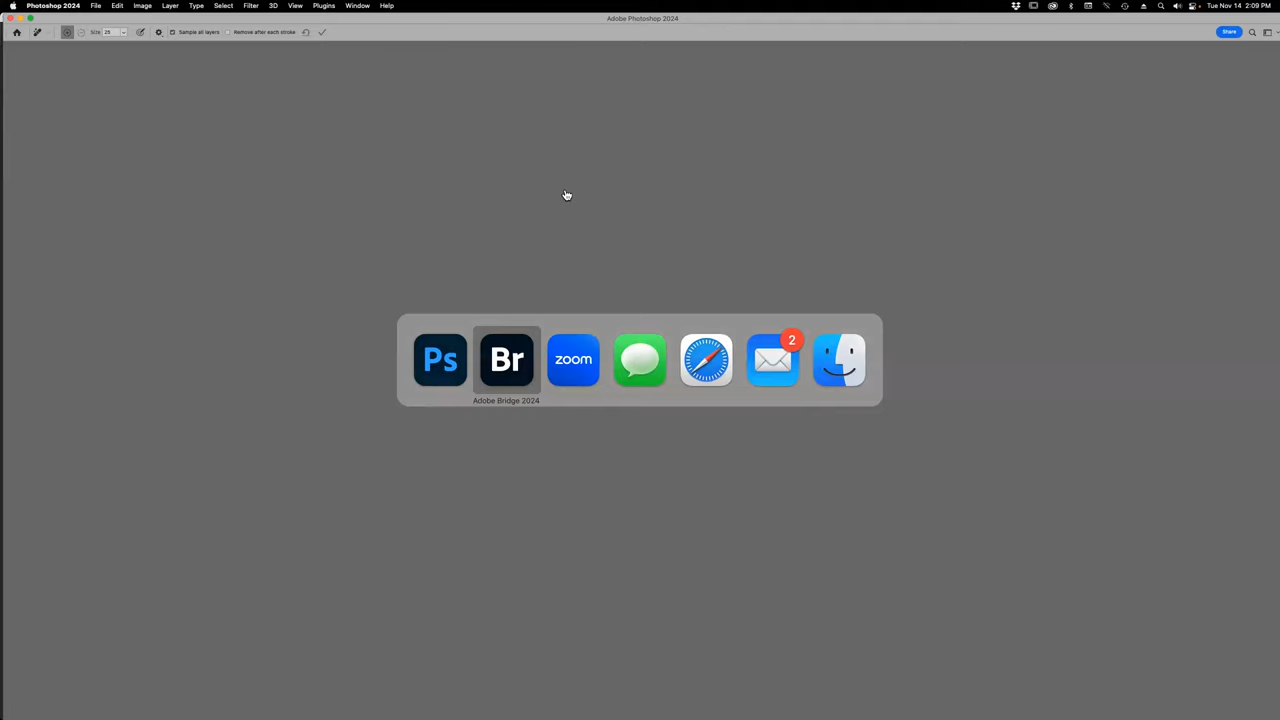 Photoshop 2024 File Edit Image Layer Type Select Filter 3D View Plugins Window Help Tue Nov 14 2:09 PM
Adobe Photoshop 2024
Size 25 Sample all layers Remove after each stroke Share
2
Ps Br zoom
Adobe Bridge 2024